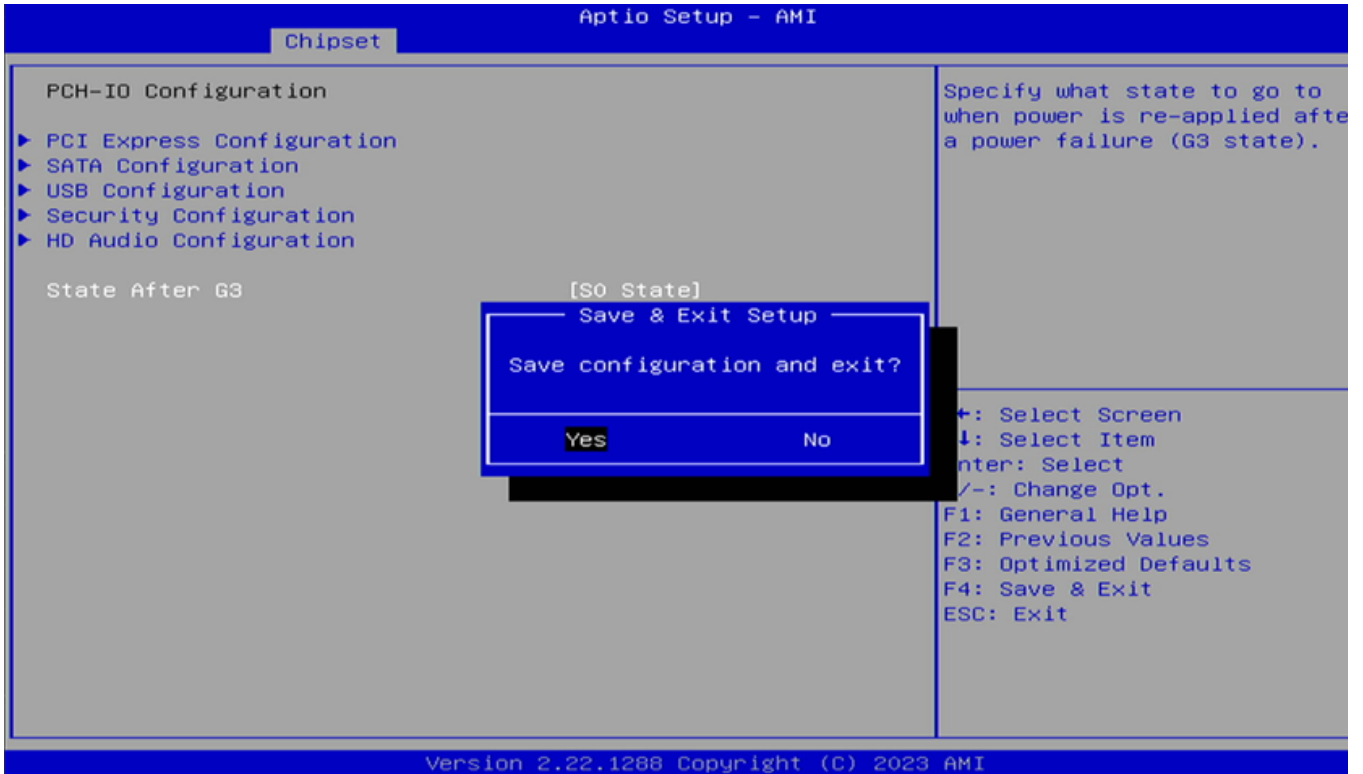 Aptio Setup – AMI
Chipset
PCH-IO Configuration
▶ PCI Express Configuration
▶ SATA Configuration
▶ USB Configuration
▶ Security Configuration
▶ HD Audio Configuration
State After G3 [S0 State]
Specify what state to go to
when power is re-applied afte
a power failure (G3 state).
Save & Exit Setup
Save configuration and exit?
Yes No
: Select Screen
: Select Item
nter: Select
/-: Change Opt.
F1: General Help
F2: Previous Values
F3: Optimized Defaults
F4: Save & Exit
ESC: Exit
Version 2.22.1288 Copyright (C) 2023 AMI